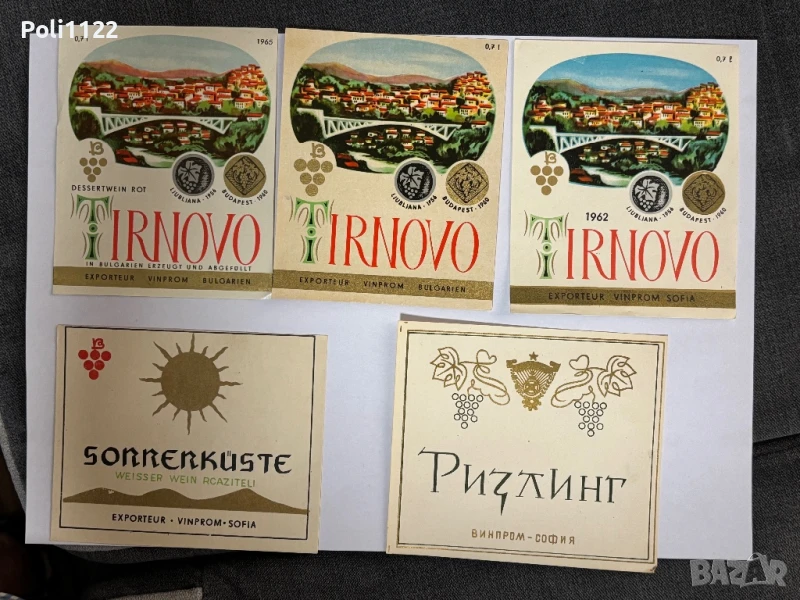 Poli1122
0,7 l 1965
LJUBLJANA · 1956
BUDAPEST · 1960
DESSERTWEIN ROT
TIRNOVO
IN BULGARIEN ERZEUGT UND ABGEFÜLLT
EXPORTEUR VINPROM BULGARIEN
0,7 l
LJUBLJANA · 1956
BUDAPEST · 1960
TIRNOVO
EXPORTEUR VINPROM BULGARIEN
0,7 l
LJUBLJANA · 1956
BUDAPEST · 1960
1962
TIRNOVO
EXPORTEUR VINPROM SOFIA
SONNENKÜSTE
WEISSER WEIN RCAZITELI
EXPORTEUR · VINPROM · SOFIA
Ризлинг
ВИНПРОМ – СОФИЯ
BAZAR